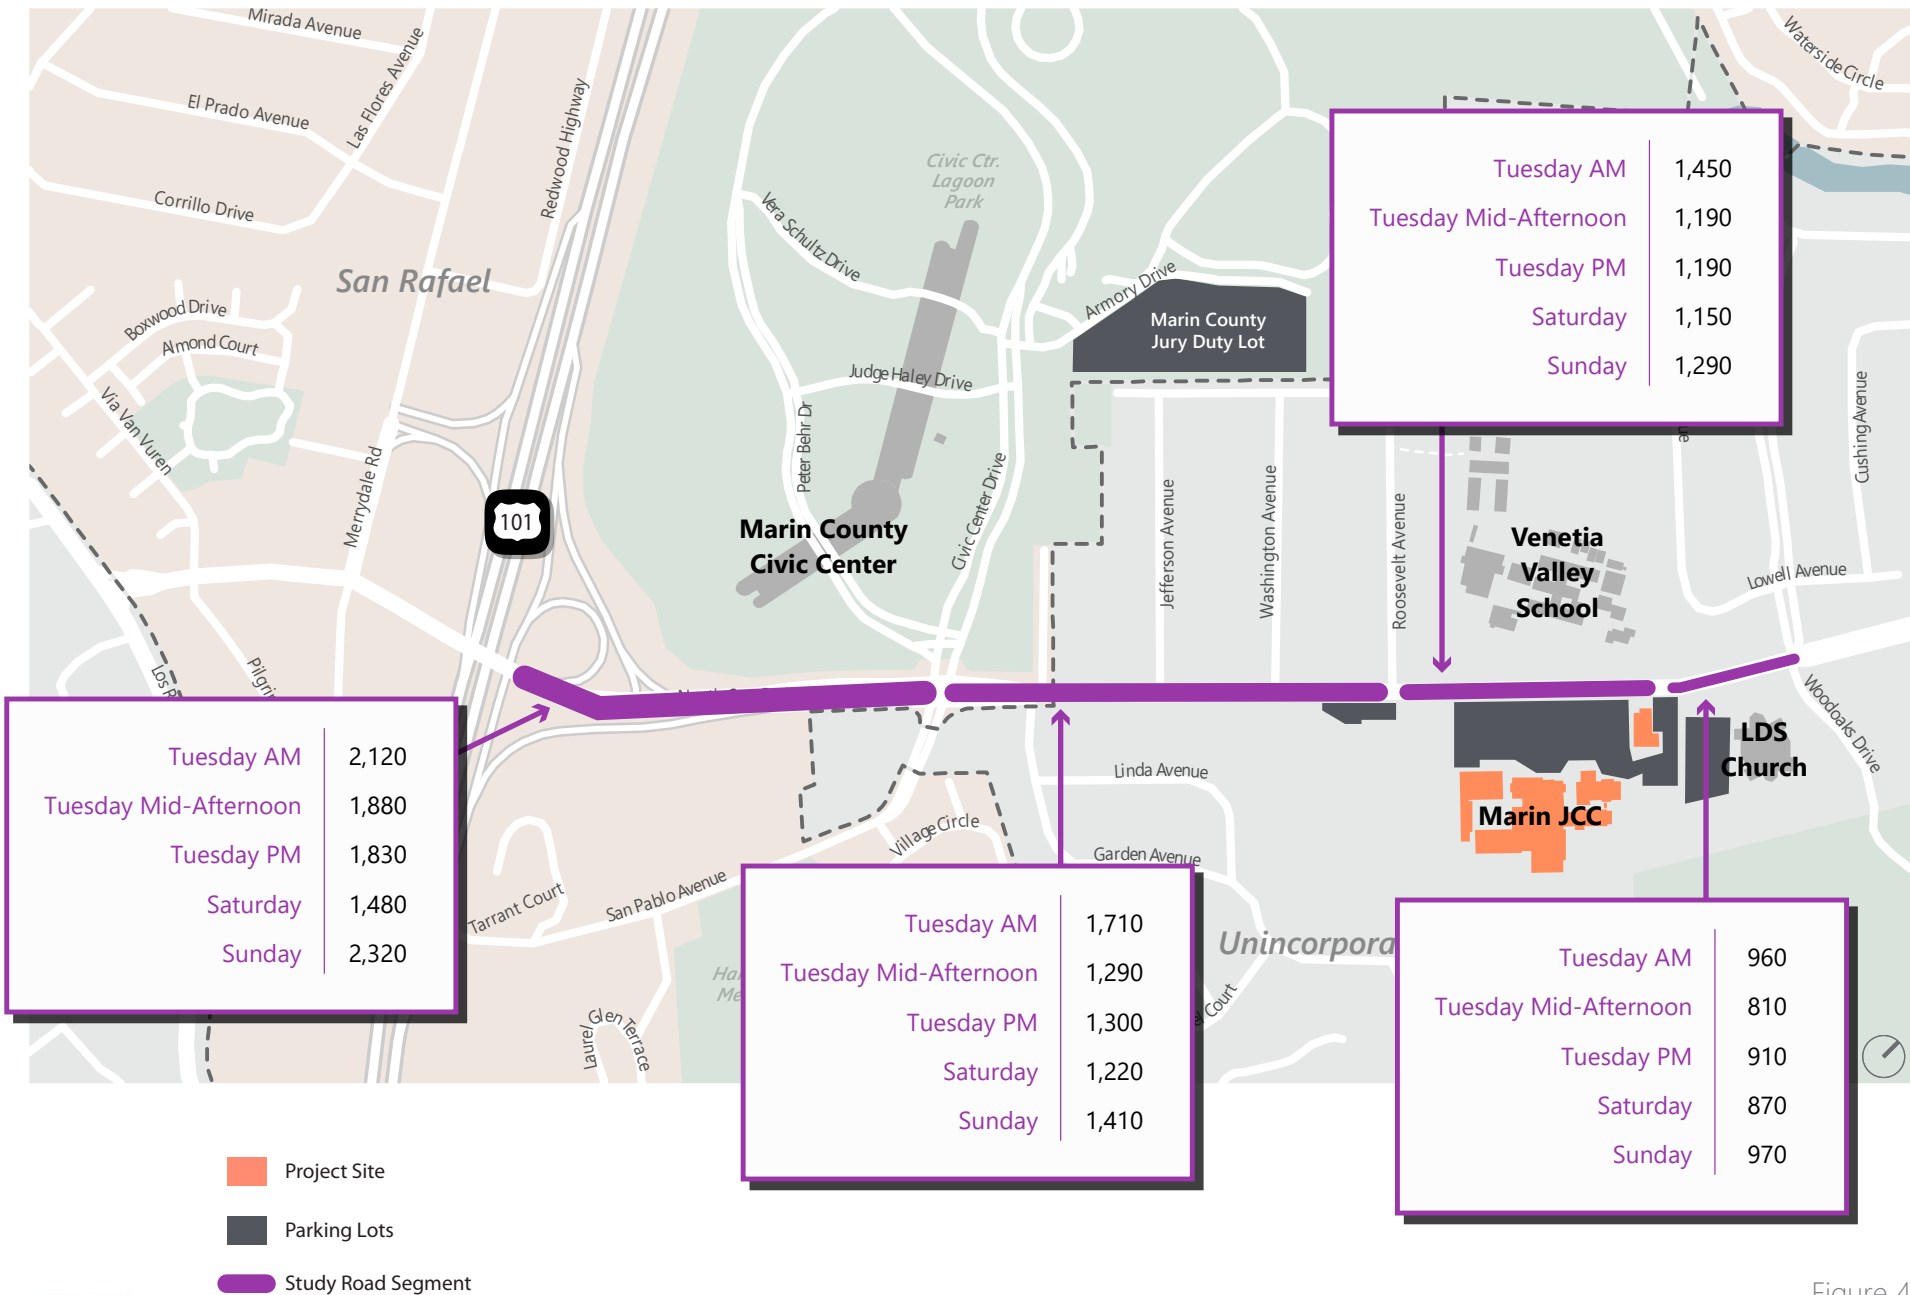 Mirada Avenue
Las Flores Avenue
El Prado Avenue
Redwood Highway
Corrillo Drive
San Rafael
Boxwood Drive
Almond Court
Via Van Vuren
Merrydale Rd
101
Civic Ctr.
Lagoon
Park
Vera Schultz Drive
Armory Drive
Marin County
Jury Duty Lot
Judge Haley Drive
Peter Behr Dr
Civic Center Drive
Marin County
Civic Center
Waterside Circle
Tuesday AM 1,450
Tuesday Mid-Afternoon 1,190
Tuesday PM 1,190
Saturday 1,150
Sunday 1,290
Jefferson Avenue
Washington Avenue
Roosevelt Avenue
Cushing Avenue
Venetia
Valley
School
Lowell Avenue
Woodoaks Drive
LDS
Church
Marin JCC
Linda Avenue
Garden Avenue
Village Circle
San Pablo Avenue
Tarrant Court
Laurel Glen Terrace
Court
Tuesday AM 2,120
Tuesday Mid-Afternoon 1,880
Tuesday PM 1,830
Saturday 1,480
Sunday 2,320
Tuesday AM 1,710
Tuesday Mid-Afternoon 1,290
Tuesday PM 1,300
Saturday 1,220
Sunday 1,410
Tuesday AM 960
Tuesday Mid-Afternoon 810
Tuesday PM 910
Saturday 870
Sunday 970
Project Site
Parking Lots
Study Road Segment
Figure 4